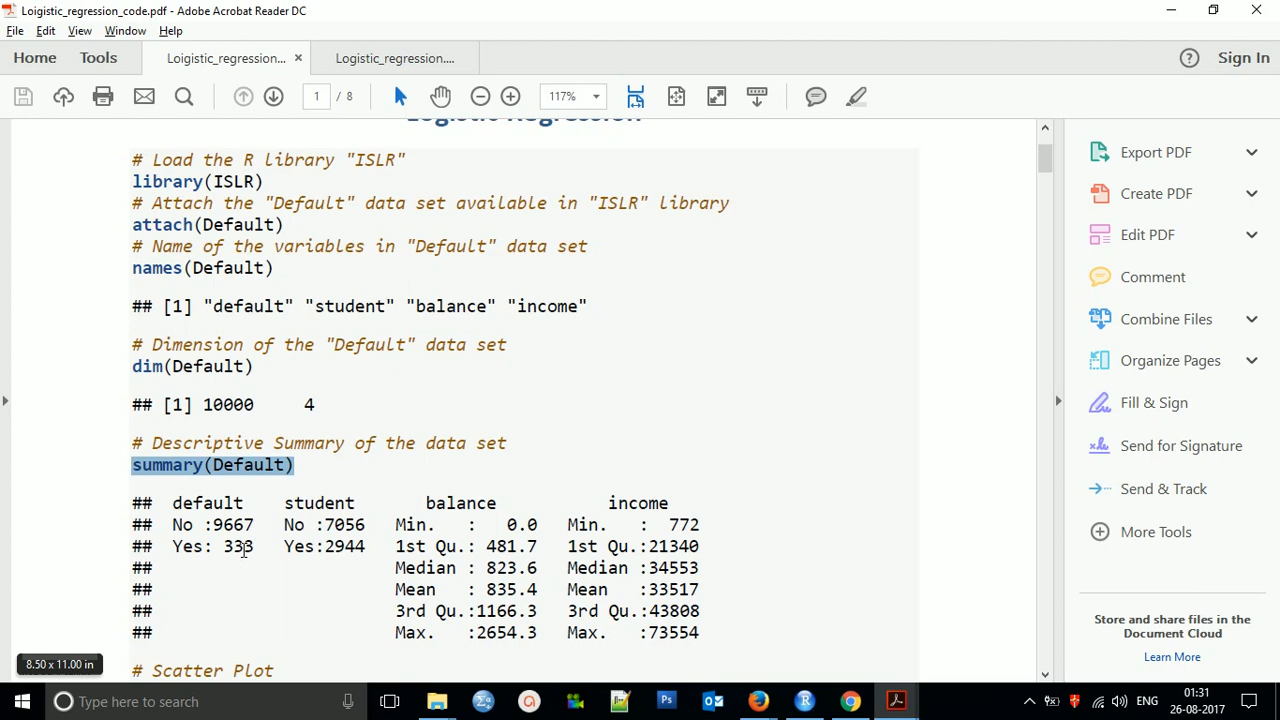 Loigistic_regression_code.pdf - Adobe Acrobat Reader DC
File Edit View Window Help
Home Tools Loigistic_regression... × Logistic_regression.... ? Sign In
1 / 8 117%
Logistic Regression
# Load the R library "ISLR"
library(ISLR)
# Attach the "Default" data set available in "ISLR" library
attach(Default)
# Name of the variables in "Default" data set
names(Default)
## [1] "default" "student" "balance" "income"
# Dimension of the "Default" data set
dim(Default)
## [1] 10000 4
# Descriptive Summary of the data set
summary(Default)
## default student balance income
## No :9667 No :7056 Min. : 0.0 Min. : 772
## Yes: 333 Yes:2944 1st Qu.: 481.7 1st Qu.:21340
## Median : 823.6 Median :34553
## Mean : 835.4 Mean :33517
## 3rd Qu.:1166.3 3rd Qu.:43808
## Max. :2654.3 Max. :73554
# Scatter Plot
8.50 x 11.00 in
Export PDF
Create PDF
Edit PDF
Comment
Combine Files
Organize Pages
Fill & Sign
Send for Signature
Send & Track
More Tools
Store and share files in the
Document Cloud
Learn More
Type here to search
ENG
01:31
26-08-2017